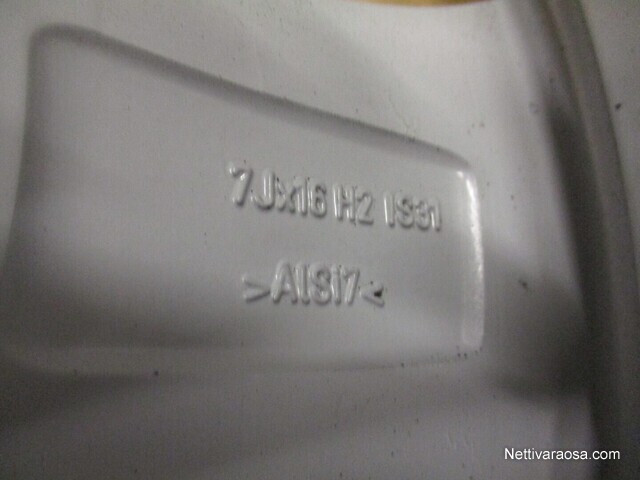 7Jx16 H2 IS31
>AlSi7<
Nettivaraosa.com